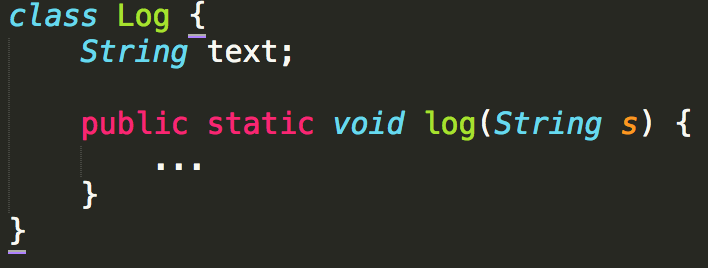 class Log {
    String text;

    public static void log(String s) {
        ...
    }
}